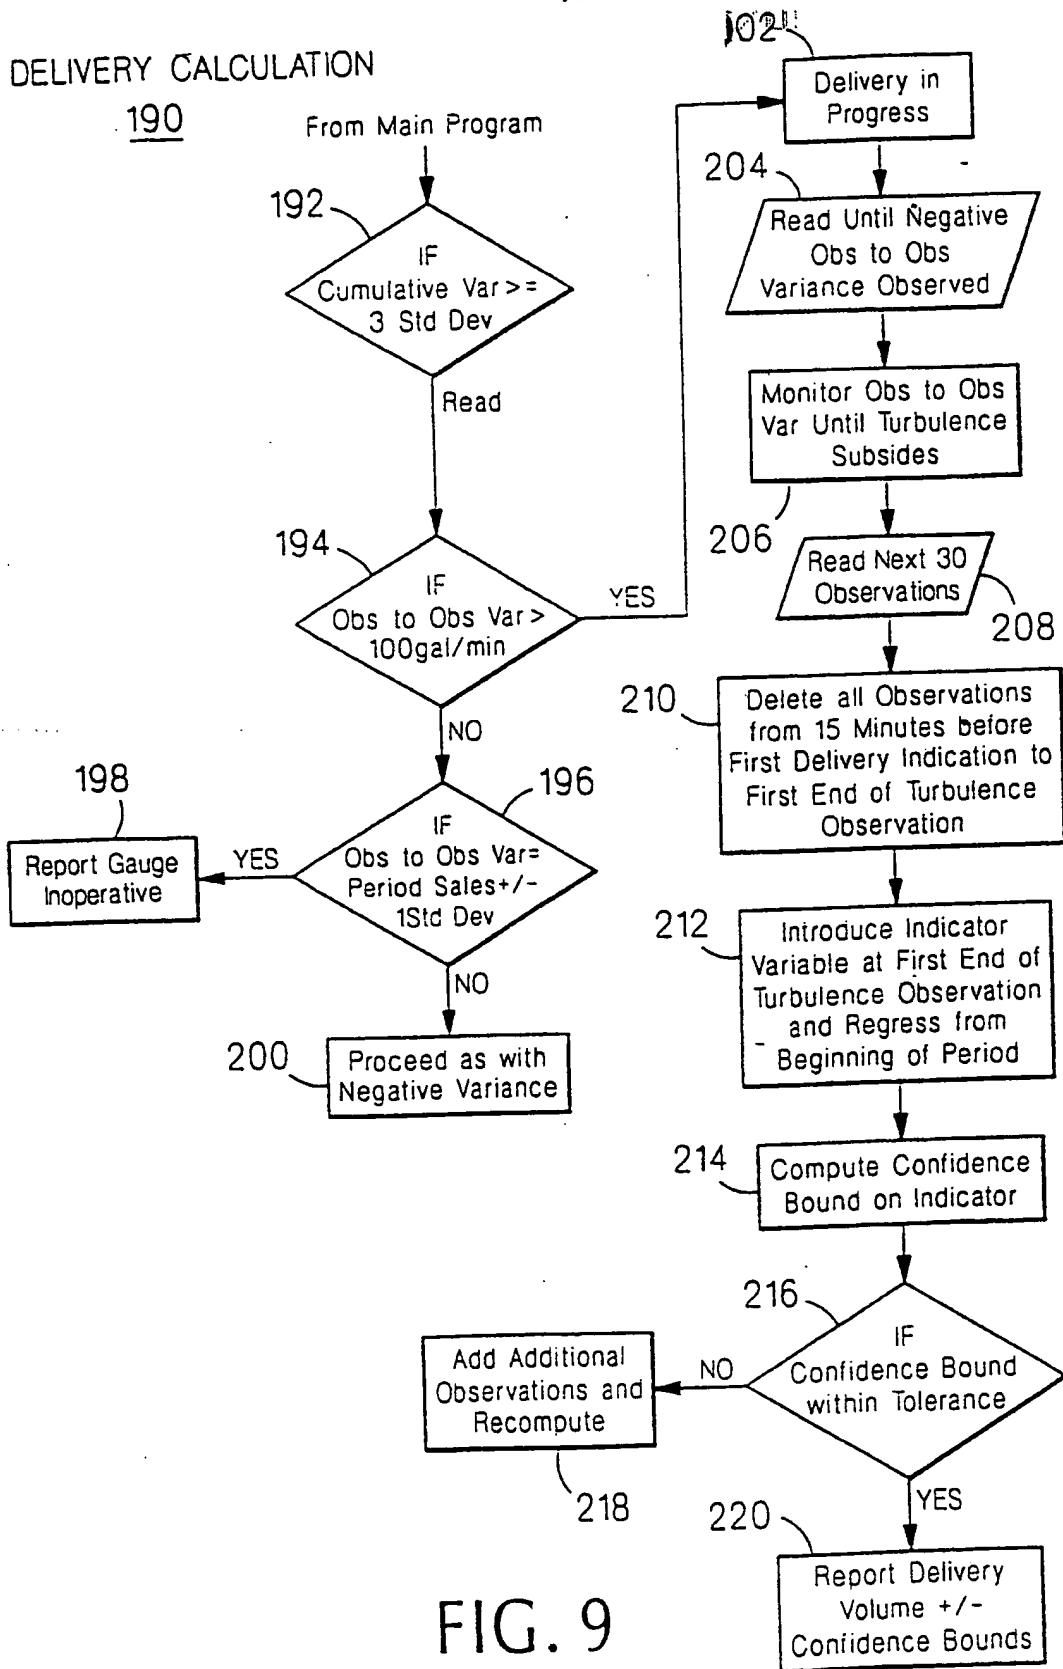 DELIVERY CALCULATION
190
From Main Program
192
IF
Cumulative Var >=
3 Std Dev
Read
194
IF
Obs to Obs Var >
100gal/min
YES
NO
196
IF
Obs to Obs Var=
Period Sales+/-
1Std Dev
YES
198
Report Gauge
Inoperative
NO
200
Proceed as with
Negative Variance
Delivery in
Progress
204
Read Until Negative
Obs to Obs
Variance Observed
Monitor Obs to Obs
Var Until Turbulence
Subsides
206
Read Next 30
Observations
208
210
Delete all Observations
from 15 Minutes before
First Delivery Indication to
First End of Turbulence
Observation
212
Introduce Indicator
Variable at First End of
Turbulence Observation
and Regress from
Beginning of Period
214
Compute Confidence
Bound on Indicator
216
IF
Confidence Bound
within Tolerance
NO
Add Additional
Observations and
Recompute
218
YES
220
Report Delivery
Volume +/-
Confidence Bounds
FIG. 9